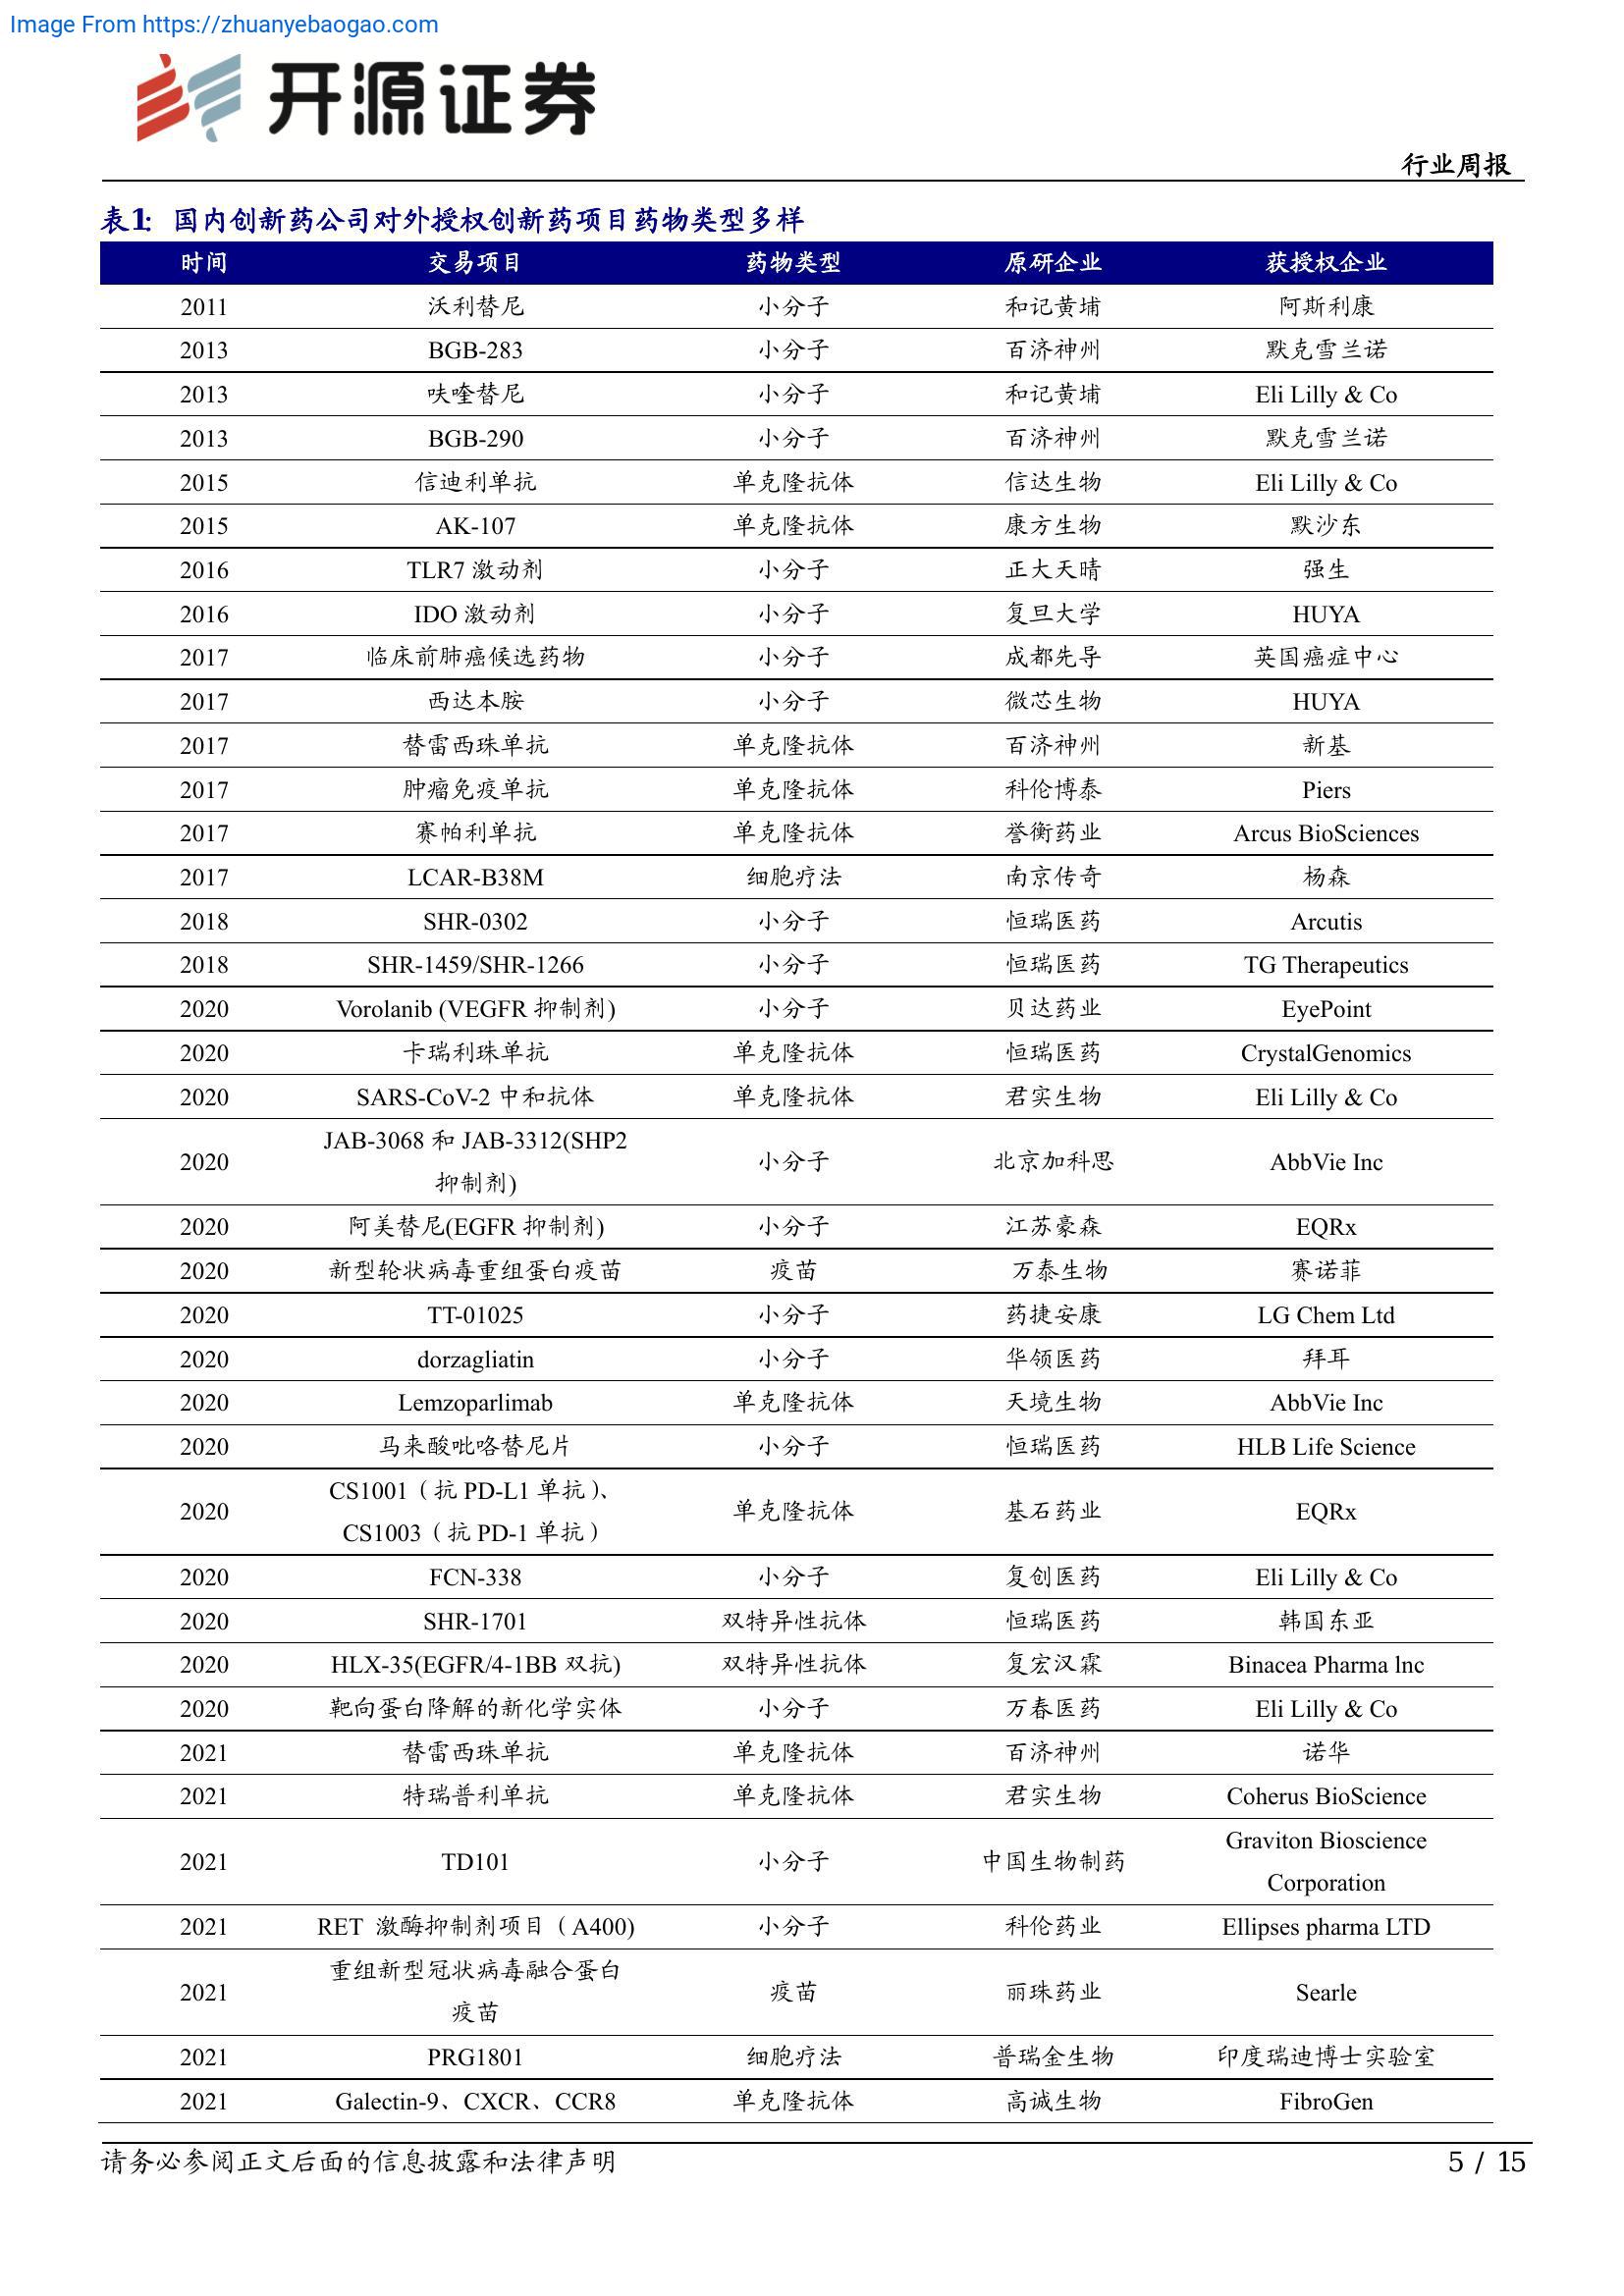 Image From https://zhuanyebaogao.com
开源证券
行业周报
表1: 国内创新药公司对外授权创新药项目药物类型多样
时间 交易项目 药物类型 原研企业 获授权企业
2011 沃利替尼 小分子 和记黄埔 阿斯利康
2013 BGB-283 小分子 百济神州 默克雪兰诺
2013 呋喹替尼 小分子 和记黄埔 Eli Lilly & Co
2013 BGB-290 小分子 百济神州 默克雪兰诺
2015 信迪利单抗 单克隆抗体 信达生物 Eli Lilly & Co
2015 AK-107 单克隆抗体 康方生物 默沙东
2016 TLR7 激动剂 小分子 正大天晴 强生
2016 IDO 激动剂 小分子 复旦大学 HUYA
2017 临床前肺癌候选药物 小分子 成都先导 英国癌症中心
2017 西达本胺 小分子 微芯生物 HUYA
2017 替雷西珠单抗 单克隆抗体 百济神州 新基
2017 肿瘤免疫单抗 单克隆抗体 科伦博泰 Piers
2017 赛帕利单抗 单克隆抗体 誉衡药业 Arcus BioSciences
2017 LCAR-B38M 细胞疗法 南京传奇 杨森
2018 SHR-0302 小分子 恒瑞医药 Arcutis
2018 SHR-1459/SHR-1266 小分子 恒瑞医药 TG Therapeutics
2020 Vorolanib (VEGFR 抑制剂) 小分子 贝达药业 EyePoint
2020 卡瑞利珠单抗 单克隆抗体 恒瑞医药 CrystalGenomics
2020 SARS-CoV-2 中和抗体 单克隆抗体 君实生物 Eli Lilly & Co
JAB-3068 和 JAB-3312(SHP2
2020 小分子 北京加科思 AbbVie Inc
抑制剂)
2020 阿美替尼(EGFR 抑制剂) 小分子 江苏豪森 EQRx
2020 新型轮状病毒重组蛋白疫苗 疫苗 万泰生物 赛诺菲
2020 TT-01025 小分子 药捷安康 LG Chem Ltd
2020 dorzagliatin 小分子 华领医药 拜耳
2020 Lemzoparlimab 单克隆抗体 天境生物 AbbVie Inc
2020 马来酸吡咯替尼片 小分子 恒瑞医药 HLB Life Science
CS1001（抗 PD-L1 单抗）、
2020 单克隆抗体 基石药业 EQRx
CS1003（抗 PD-1 单抗）
2020 FCN-338 小分子 复创医药 Eli Lilly & Co
2020 SHR-1701 双特异性抗体 恒瑞医药 韩国东亚
2020 HLX-35(EGFR/4-1BB 双抗) 双特异性抗体 复宏汉霖 Binacea Pharma lnc
2020 靶向蛋白降解的新化学实体 小分子 万春医药 Eli Lilly & Co
2021 替雷西珠单抗 单克隆抗体 百济神州 诺华
2021 特瑞普利单抗 单克隆抗体 君实生物 Coherus BioScience
Graviton Bioscience
2021 TD101 小分子 中国生物制药
Corporation
2021 RET 激酶抑制剂项目（A400) 小分子 科伦药业 Ellipses pharma LTD
重组新型冠状病毒融合蛋白
2021 疫苗 丽珠药业 Searle
疫苗
2021 PRG1801 细胞疗法 普瑞金生物 印度瑞迪博士实验室
2021 Galectin-9、CXCR、CCR8 单克隆抗体 高诚生物 FibroGen
请务必参阅正文后面的信息披露和法律声明
5 / 15